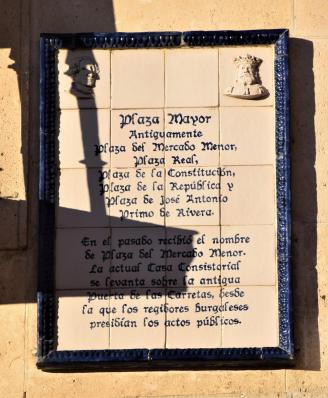 Plaza Mayor
Antiguamente
Plaza del Mercado Menor,
Plaza Real,
Plaza de la Constitución,
Plaza de la República y
Plaza de José Antonio
Primo de Rivera.
En el pasado recibió el nombre
de Plaza del Mercado Menor.
La actual Casa Consistorial
se levanta sobre la antigua
Puerta de las Carretas, desde
la que los regidores burgaleses
presidían los actos públicos.